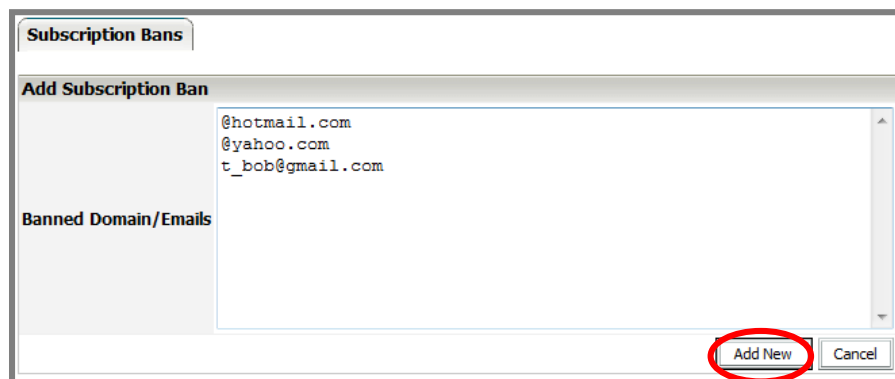 Subscription Bans
Add Subscription Ban
@hotmail.com
@yahoo.com
t_bob@gmail.com
Banned Domain/Emails
Add New
Cancel